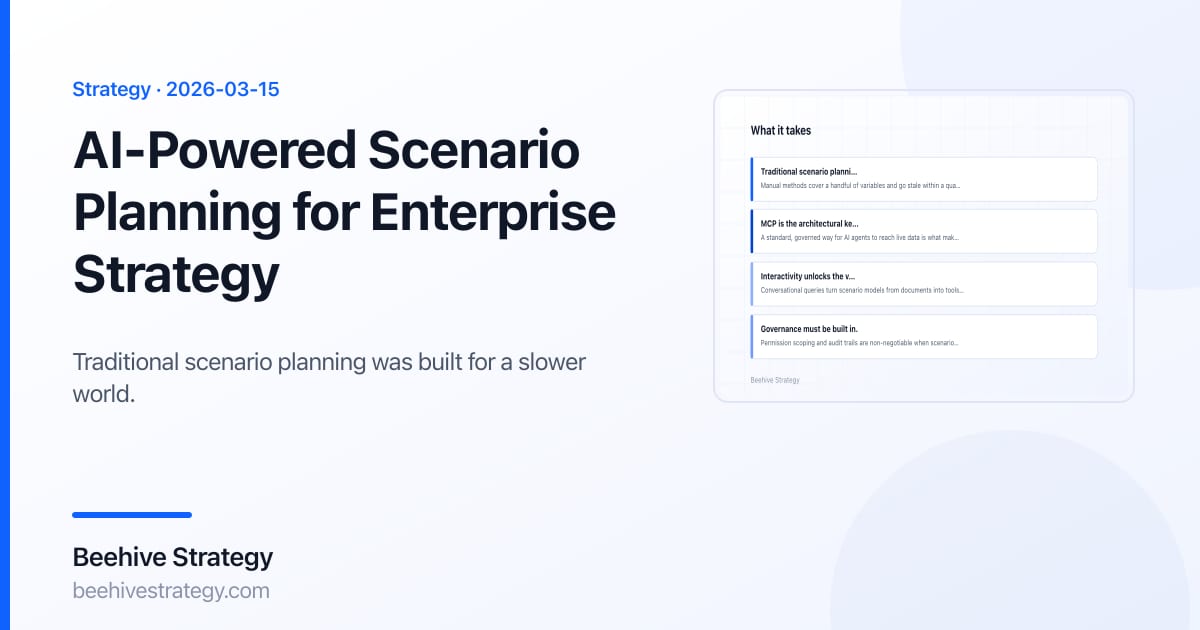 Strategy · 2026-03-15
AI-Powered Scenario
Planning for Enterprise
Strategy
Traditional scenario planning was built for a slower
world.
Beehive Strategy
beehivestrategy.com
What it takes
Traditional scenario planni...
Manual methods cover a handful of variables and go stale within a qua...
MCP is the architectural ke...
A standard, governed way for AI agents to reach live data is what mak...
Interactivity unlocks the v...
Conversational queries turn scenario models from documents into tools...
Governance must be built in.
Permission scoping and audit trails are non-negotiable when scenario...
Beehive Strategy